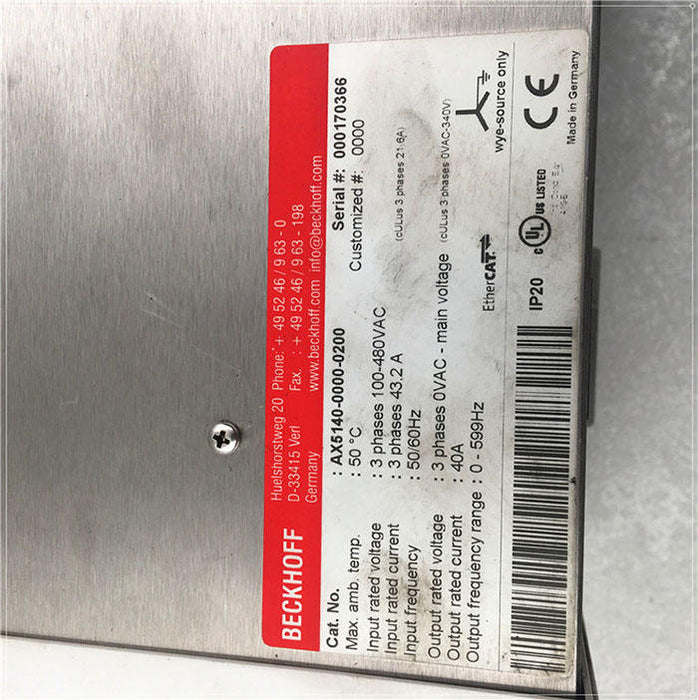 BECKHOFF
Huelshorstweg 20 Phone: + 49 52 46 / 9 63 - 0
D-33415 Verl Fax. : + 49 52 46 / 9 63 - 198
Germany www.beckhoff.com info@beckhoff.com
Cat. No. : AX5140-0000-0200 Serial #: 000170366
Max. amb. temp. : 50 °C Customized #: 0000
Input rated voltage : 3 phases 100-480VAC
Input rated current : 3 phases 43.2 A (cULus 3 phases 21.6A)
Input frequency : 50/60Hz
Output rated voltage : 3 phases 0VAC - main voltage (cULus 3 phases 0VAC-340V)
Output rated current : 40A
Output frequency range : 0 - 599Hz
wye-source only
EtherCAT
IP20 c UL US LISTED
CE
Made in Germany